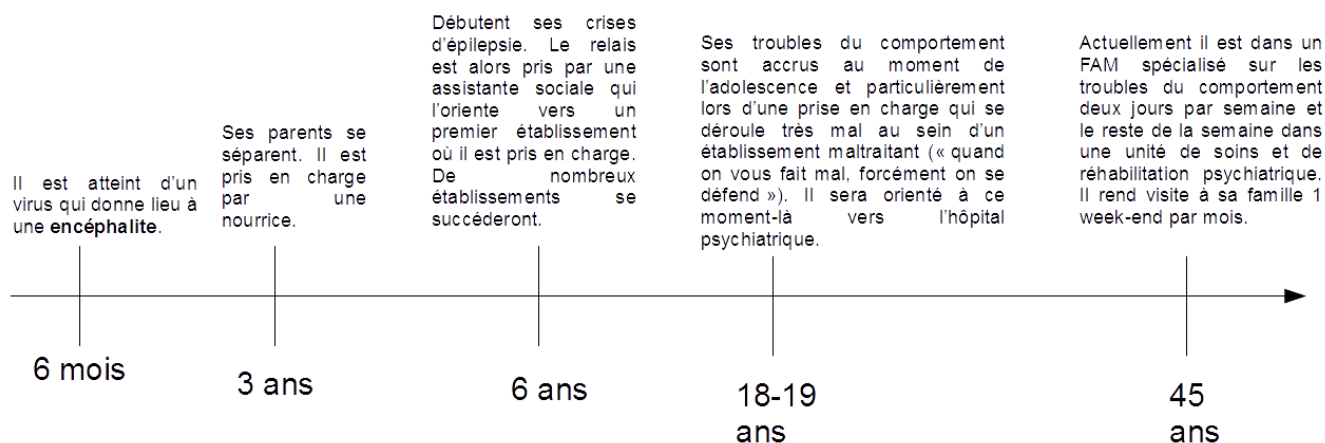 Il est atteint d'un
virus qui donne lieu à
une encéphalite.
Ses parents se
séparent. Il est
pris en charge
par une
nourrice.
Débutent ses crises
d'épilepsie. Le relais
est alors pris par une
assistante sociale qui
l'oriente vers un
premier établissement
où il est pris en charge.
De nombreux
établissements se
succéderont.
Ses troubles du comportement
sont accrus au moment de
l'adolescence et particulièrement
lors d'une prise en charge qui se
déroule très mal au sein d'un
établissement maltraitant (« quand
on vous fait mal, forcément on se
défend »). Il sera orienté à ce
moment-là vers l'hôpital
psychiatrique.
Actuellement il est dans un
FAM spécialisé sur les
troubles du comportement
deux jours par semaine et
le reste de la semaine dans
une unité de soins et de
réhabilitation psychiatrique.
Il rend visite à sa famille 1
week-end par mois.
6 mois
3 ans
6 ans
18-19
ans
45
ans